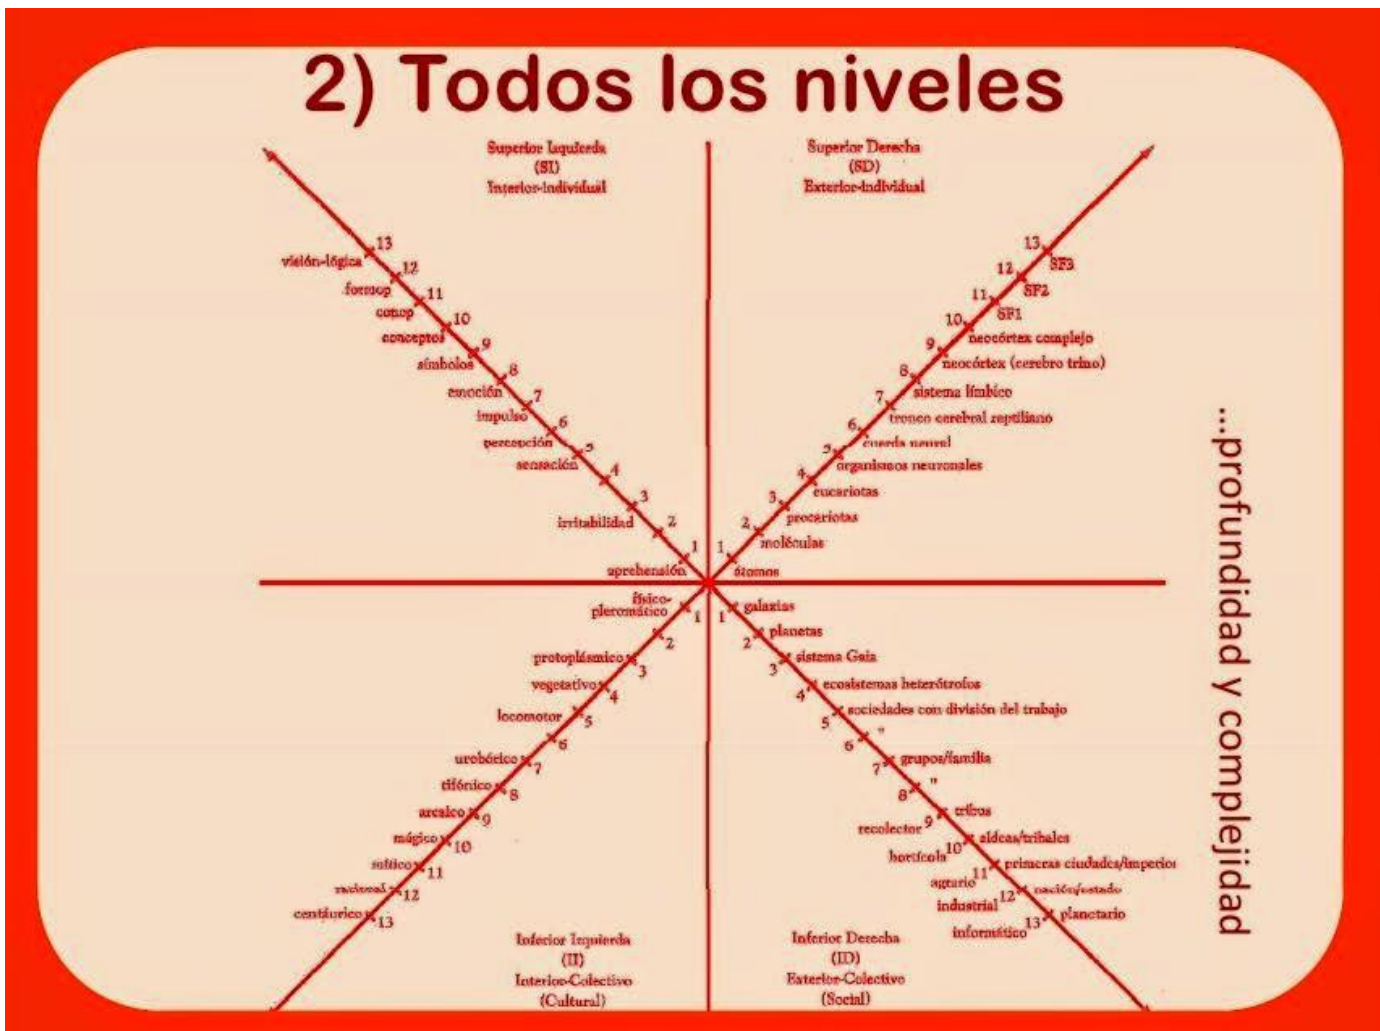 2) Todos los niveles
Superior Izquierda
(SI)
Interior-Individual
13
visión-lógica
12
formop
11
conop
10
conceptos
9
símbolos
8
emoción
7
impulso
6
percepción
5
sensación
4
3
irritabilidad
2
1
aprehensión
Superior Derecha
(SD)
Exterior-Individual
13
SF3
12
SF2
11
SF1
10
neocórtex complejo
9
neocórtex (cerebro trino)
8
sistema límbico
7
tronco cerebral reptiliano
6
cuerda neural
5
organismos neuronales
4
eucariotas
3
procariotas
2
moléculas
1
átomos
físico-
pleromático
1
2
protoplásmico
3
vegetativo
4
locomotor
5
6
urobórico
7
tifónico
8
arcaico
9
mágico
10
mítico
11
racional
12
centáurico
13
Inferior Izquierda
(II)
Interior-Colectivo
(Cultural)
1
galaxias
2
planetas
3
sistema Gaia
4
ecosistemas heterótrofos
5
sociedades con división del trabajo
6
"
7
grupos/familia
8
"
9
tribus
recolector
10
aldeas/tribales
hortícola
11
primeras ciudades/imperios
agrario
12
nación/estado
industrial
13
planetario
informático
Inferior Derecha
(ID)
Exterior-Colectivo
(Social)
...profundidad y complejidad